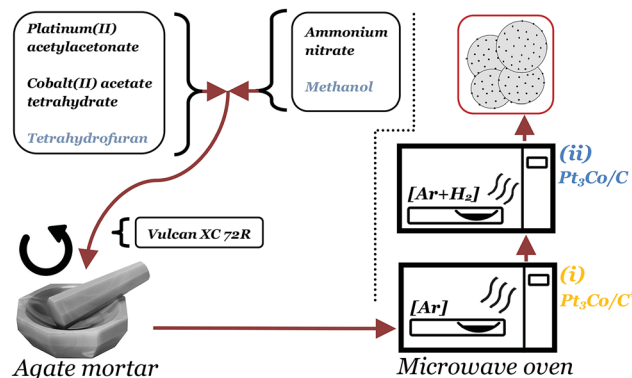 Platinum(II)
acetylacetonate
Cobalt(II) acetate
tetrahydrate
Tetrahydrofuran
Ammonium
nitrate
Methanol
Vulcan XC 72R
Agate mortar
[Ar+H₂]
(ii)
Pt₃Co/C
[Ar]
(i)
Pt₃Co/C'
Microwave oven